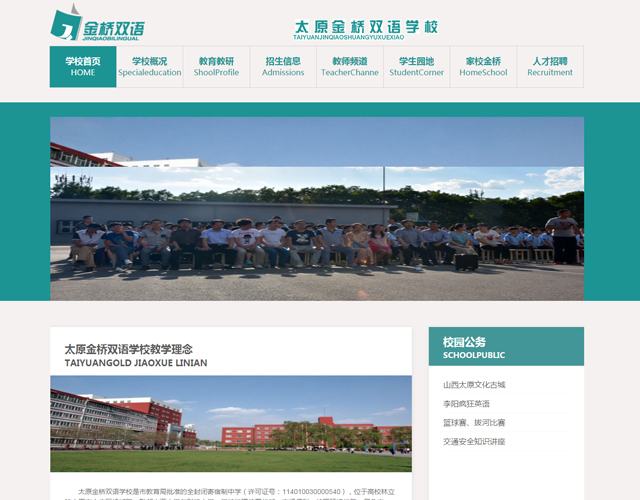 金桥双语
JINQIAOBILINGUAL
太原金桥双语学校
TAIYUANJINQIAOSHUANGYUXUEXIAO
学校首页 学校概况 教育教研 招生信息 教师频道 学生园地 家校金桥 人才招聘
HOME Specialeducation ShoolProfile Admissions TeacherChanne StudentCorner HomeSchool Recruitment
太原金桥双语学校教学理念
TAIYUANGOLD JIAOXUE LINIAN
校园公务
SCHOOLPUBLIC
山西太原文化古城
李阳疯狂英语
篮球赛、拔河比赛
交通安全知识讲座
太原金桥双语学校是市教育局批准的全封闭寄宿制中学（许可证号：114010030000540），位于高校林立